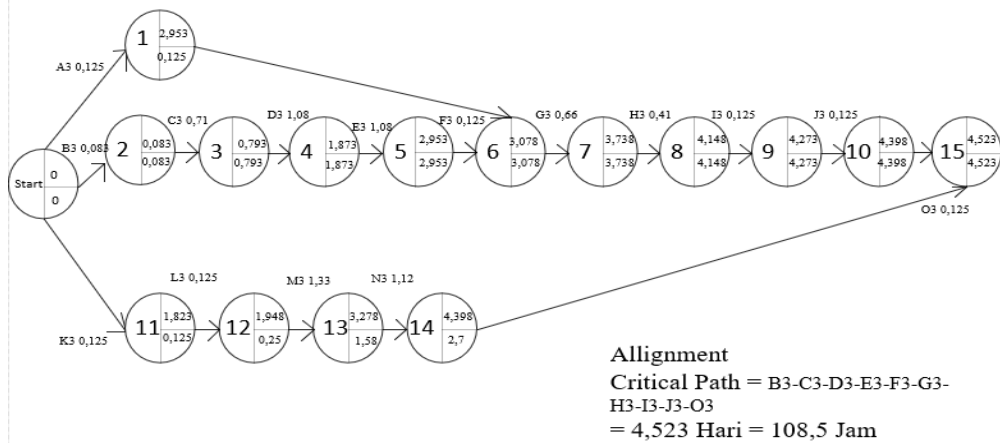 1 2,953
0,125
A3 0,125
C3 0,71 D3 1,08 E3 1,08 F3 0,125 G3 0,66 H3 0,41 I3 0,125 J3 0,125
B3 0,083
2 0,083 3 0,793 4 1,873 5 2,953 6 3,078 7 3,738 8 4,148 9 4,273 10 4,398 15 4,523
0,083 0,793 1,873 2,953 3,078 3,738 4,148 4,273 4,398 4,523
Start 0
0
O3 0,125
L3 0,125 M3 1,33 N3 1,12
11 1,823 12 1,948 13 3,278 14 4,398
0,125 0,25 1,58 2,7
K3 0,125
Allignment
Critical Path = B3-C3-D3-E3-F3-G3-
H3-I3-J3-O3
= 4,523 Hari = 108,5 Jam